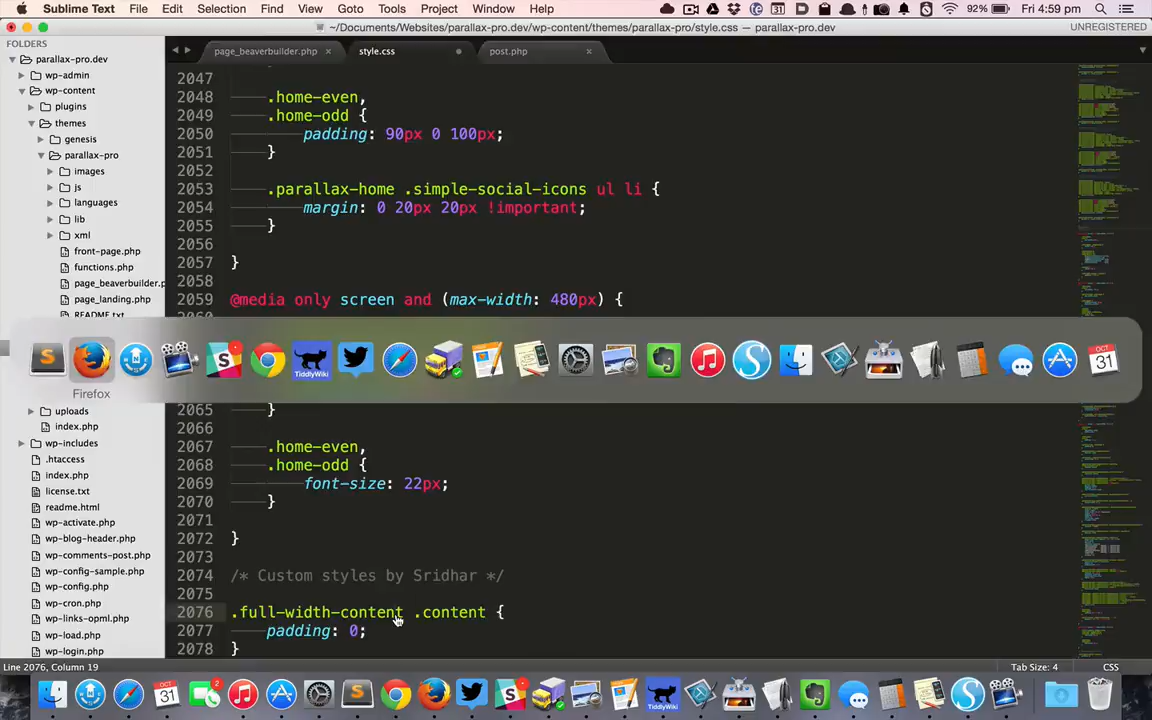 Sublime Text File Edit Selection Find View Goto Tools Project Window Help 92% Fri 4:59 pm
~/Documents/Websites/parallax-pro.dev/wp-content/themes/parallax-pro/style.css — parallax-pro.dev UNREGISTERED
FOLDERS
page_beaverbuilder.php × style.css post.php ×
parallax-pro.dev
wp-admin
wp-content
plugins
themes
genesis
parallax-pro
images
js
languages
lib
xml
front-page.php
functions.php
page_beaverbuilder.p
page_landing.php
README.txt
uploads
index.php
wp-includes
.htaccess
index.php
license.txt
readme.html
wp-activate.php
wp-blog-header.php
wp-comments-post.php
wp-config-sample.php
wp-config.php
wp-cron.php
wp-links-opml.php
wp-load.php
wp-login.php
2047
2048 .home-even,
2049 .home-odd {
2050 padding: 90px 0 100px;
2051 }
2052
2053 .parallax-home .simple-social-icons ul li {
2054 margin: 0 20px 20px !important;
2055 }
2056
2057 }
2058
2059 @media only screen and (max-width: 480px) {
2060
Firefox
TiddlyWiki
OCT
31
2065 }
2066
2067 .home-even,
2068 .home-odd {
2069 font-size: 22px;
2070 }
2071
2072 }
2073
2074 /* Custom styles by Sridhar */
2075
2076 .full-width-content .content {
2077 padding: 0;
2078 }
Line 2076, Column 19 Tab Size: 4 CSS
OCT
31
2